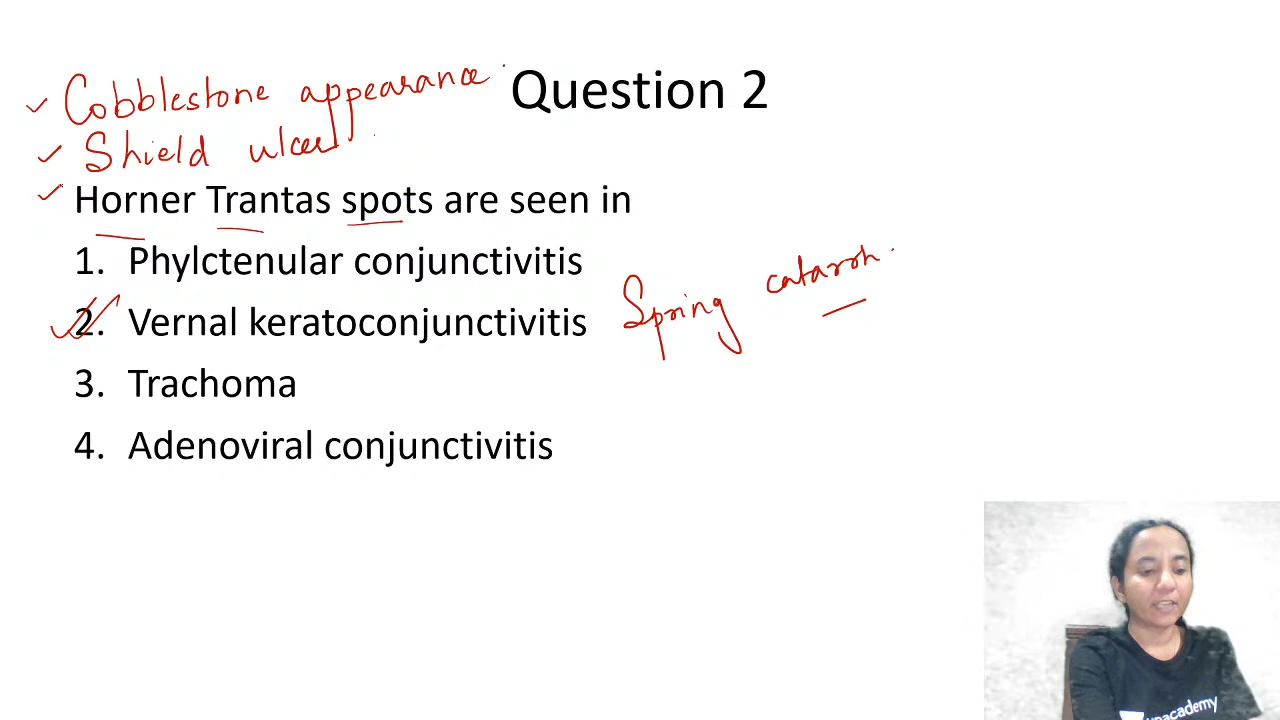 Cobblestone appearance
Question 2
Shield ulcer
Horner Trantas spots are seen in
1. Phylctenular conjunctivitis
2. Vernal keratoconjunctivitis
Spring catarrh
3. Trachoma
4. Adenoviral conjunctivitis